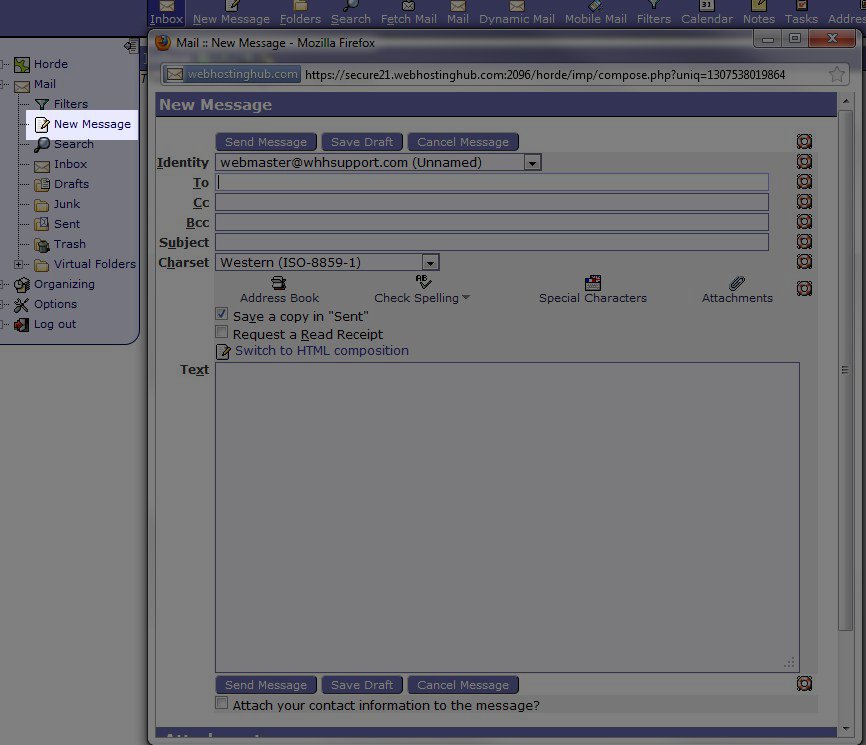 Inbox New Message Folders Search Fetch Mail Mail Dynamic Mail Mobile Mail Filters Calendar Notes Tasks Addres
Horde
Mail
Filters
New Message
Search
Inbox
Drafts
Junk
Sent
Trash
Virtual Folders
Organizing
Options
Log out
Mail :: New Message - Mozilla Firefox
webhostinghub.com https://secure21.webhostinghub.com:2096/horde/imp/compose.php?uniq=1307538019864
New Message
Send Message Save Draft Cancel Message
Identity webmaster@whhsupport.com (Unnamed)
To
Cc
Bcc
Subject
Charset Western (ISO-8859-1)
Address Book Check Spelling Special Characters Attachments
Save a copy in "Sent"
Request a Read Receipt
Switch to HTML composition
Text
Send Message Save Draft Cancel Message
Attach your contact information to the message?